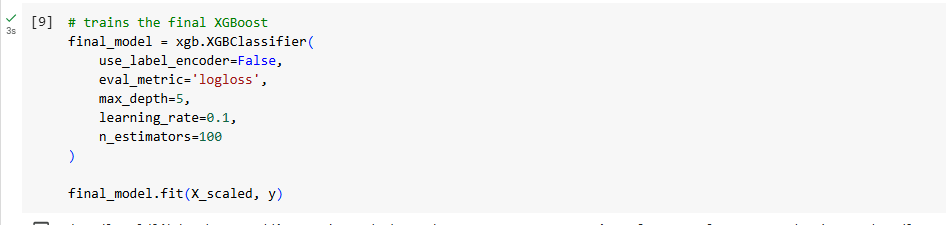 [9] # trains the final XGBoost
3s
final_model = xgb.XGBClassifier(
use_label_encoder=False,
eval_metric='logloss',
max_depth=5,
learning_rate=0.1,
n_estimators=100
)
final_model.fit(X_scaled, y)